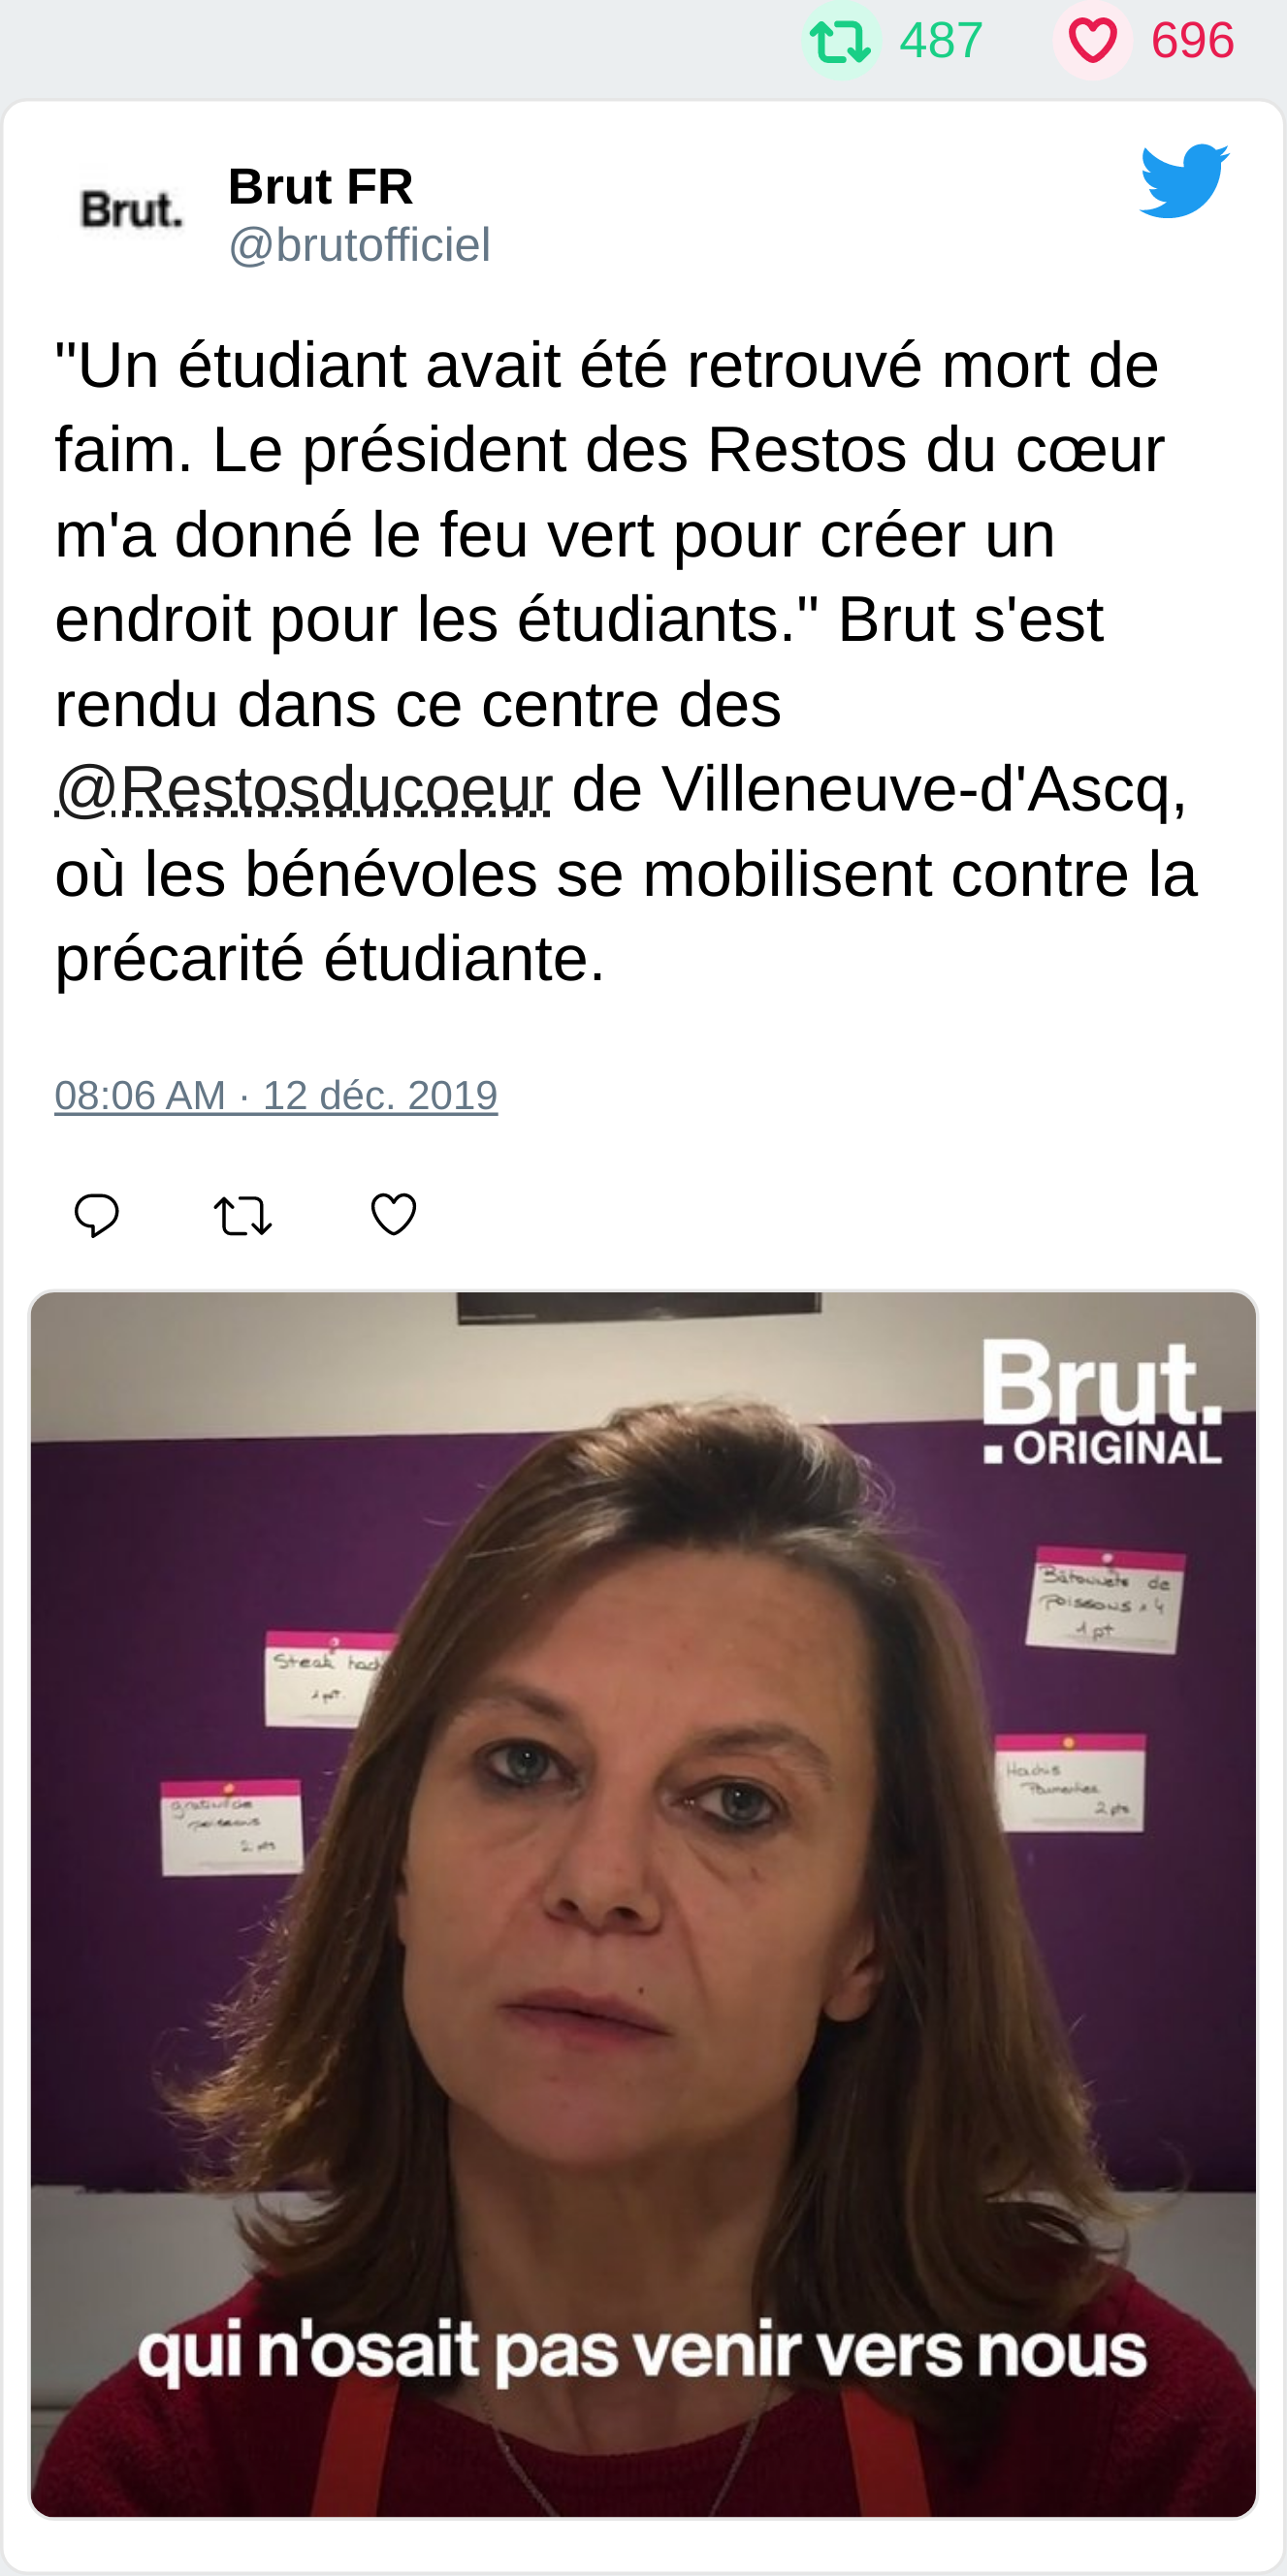 487 696
Brut.
Brut FR
@brutofficiel
"Un étudiant avait été retrouvé mort de
faim. Le président des Restos du cœur
m'a donné le feu vert pour créer un
endroit pour les étudiants." Brut s'est
rendu dans ce centre des
@Restosducoeur de Villeneuve-d'Ascq,
où les bénévoles se mobilisent contre la
précarité étudiante.
08:06 AM · 12 déc. 2019
Brut.
ORIGINAL
Bâtonnets de
poissons x 4
1 pt
Steak hach
1 pt.
Hachis
Parmentier
2 pts
gratin de
poissons
2 pts
qui n'osait pas venir vers nous